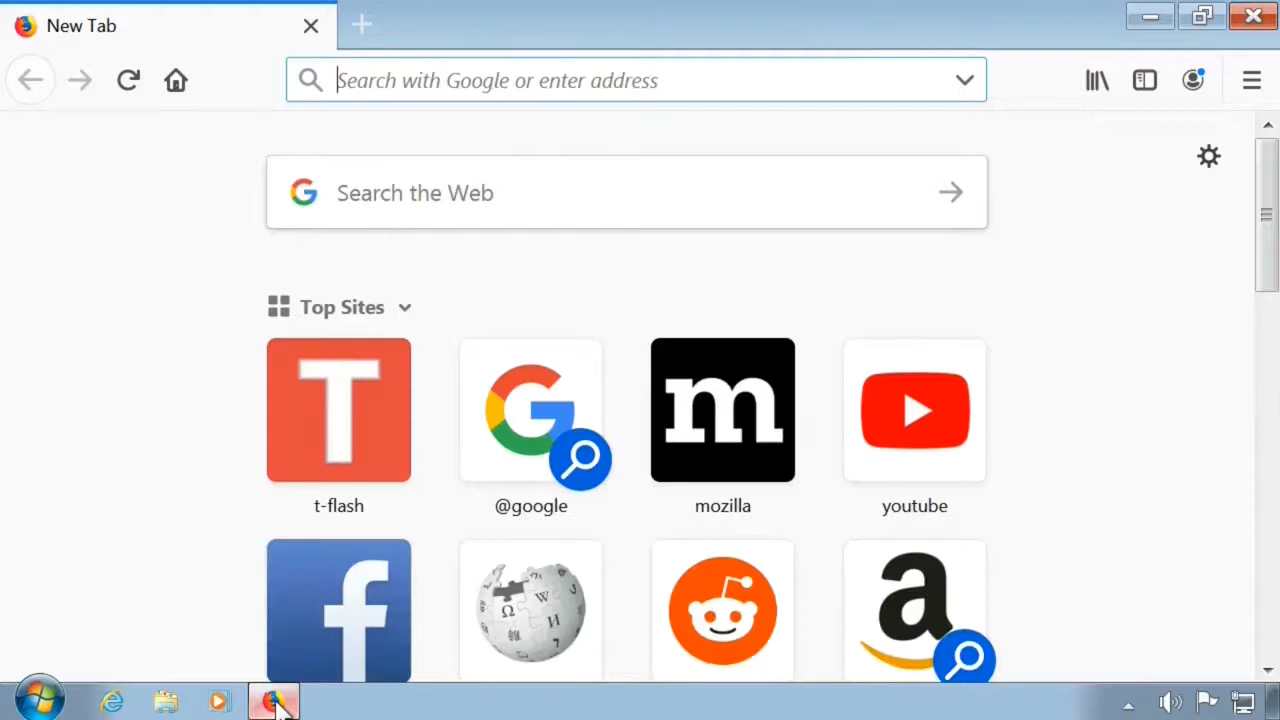 New Tab
Search with Google or enter address
Search the Web
Top Sites
T
m
t-flash
@google
mozilla
youtube
f
a